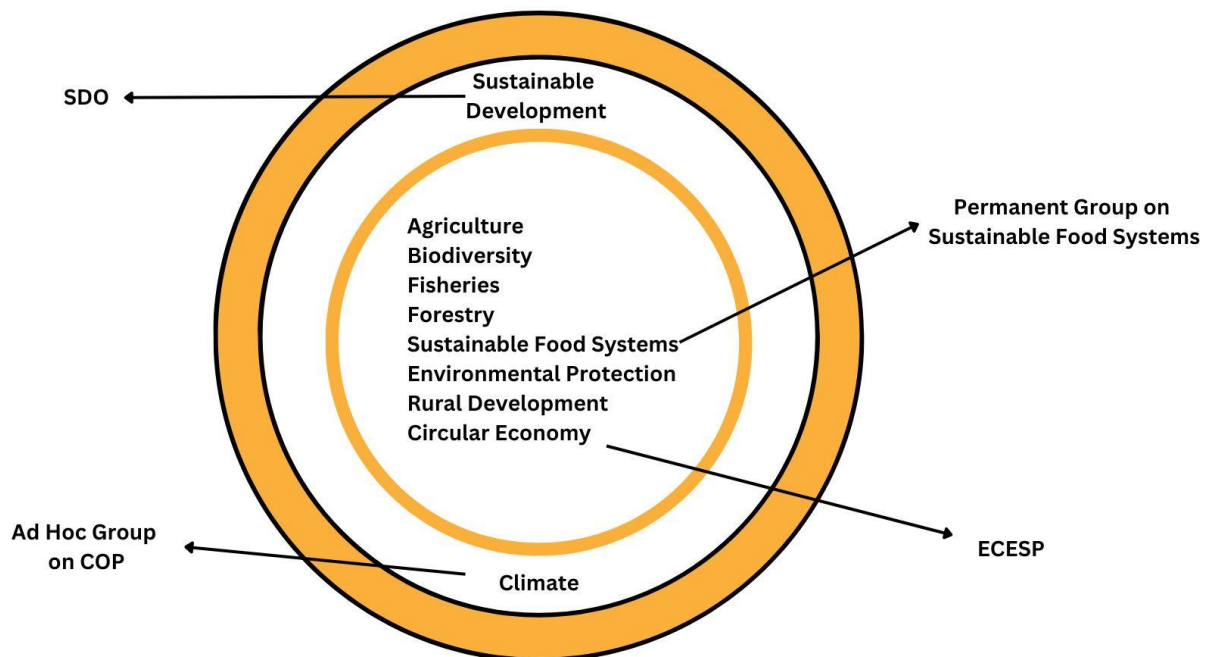 Sustainable
Development
SDO
Permanent Group on
Sustainable Food Systems
Agriculture
Biodiversity
Fisheries
Forestry
Sustainable Food Systems
Environmental Protection
Rural Development
Circular Economy
Ad Hoc Group
on COP
ECESP
Climate